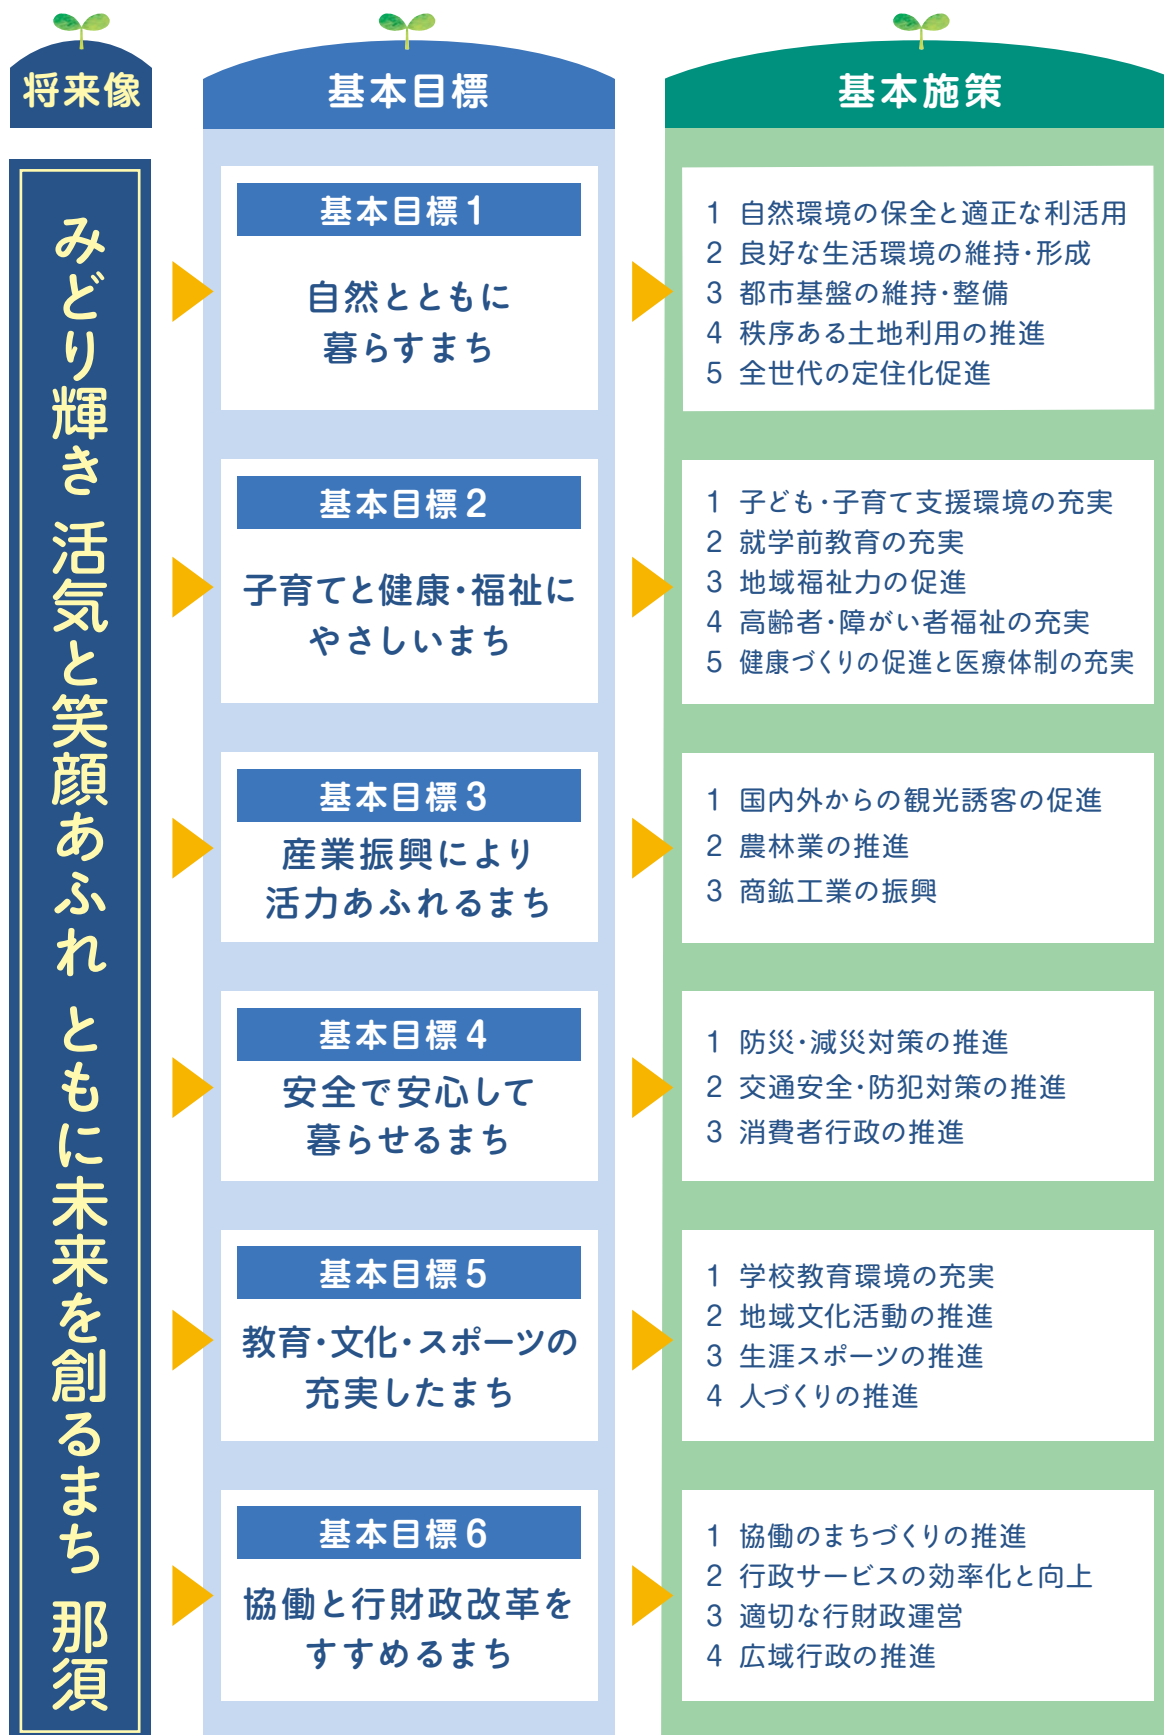 将来像
みどり輝き 活気と笑顔あふれ ともに未来を創るまち 那須
基本目標
基本施策
基本目標1
自然とともに
暮らすまち
1 自然環境の保全と適正な利活用
2 良好な生活環境の維持・形成
3 都市基盤の維持・整備
4 秩序ある土地利用の推進
5 全世代の定住化促進
基本目標2
子育てと健康・福祉に
やさしいまち
1 子ども・子育て支援環境の充実
2 就学前教育の充実
3 地域福祉力の促進
4 高齢者・障がい者福祉の充実
5 健康づくりの促進と医療体制の充実
基本目標3
産業振興により
活力あふれるまち
1 国内外からの観光誘客の促進
2 農林業の推進
3 商鉱工業の振興
基本目標4
安全で安心して
暮らせるまち
1 防災・減災対策の推進
2 交通安全・防犯対策の推進
3 消費者行政の推進
基本目標5
教育・文化・スポーツの
充実したまち
1 学校教育環境の充実
2 地域文化活動の推進
3 生涯スポーツの推進
4 人づくりの推進
基本目標6
協働と行財政改革を
すすめるまち
1 協働のまちづくりの推進
2 行政サービスの効率化と向上
3 適切な行財政運営
4 広域行政の推進